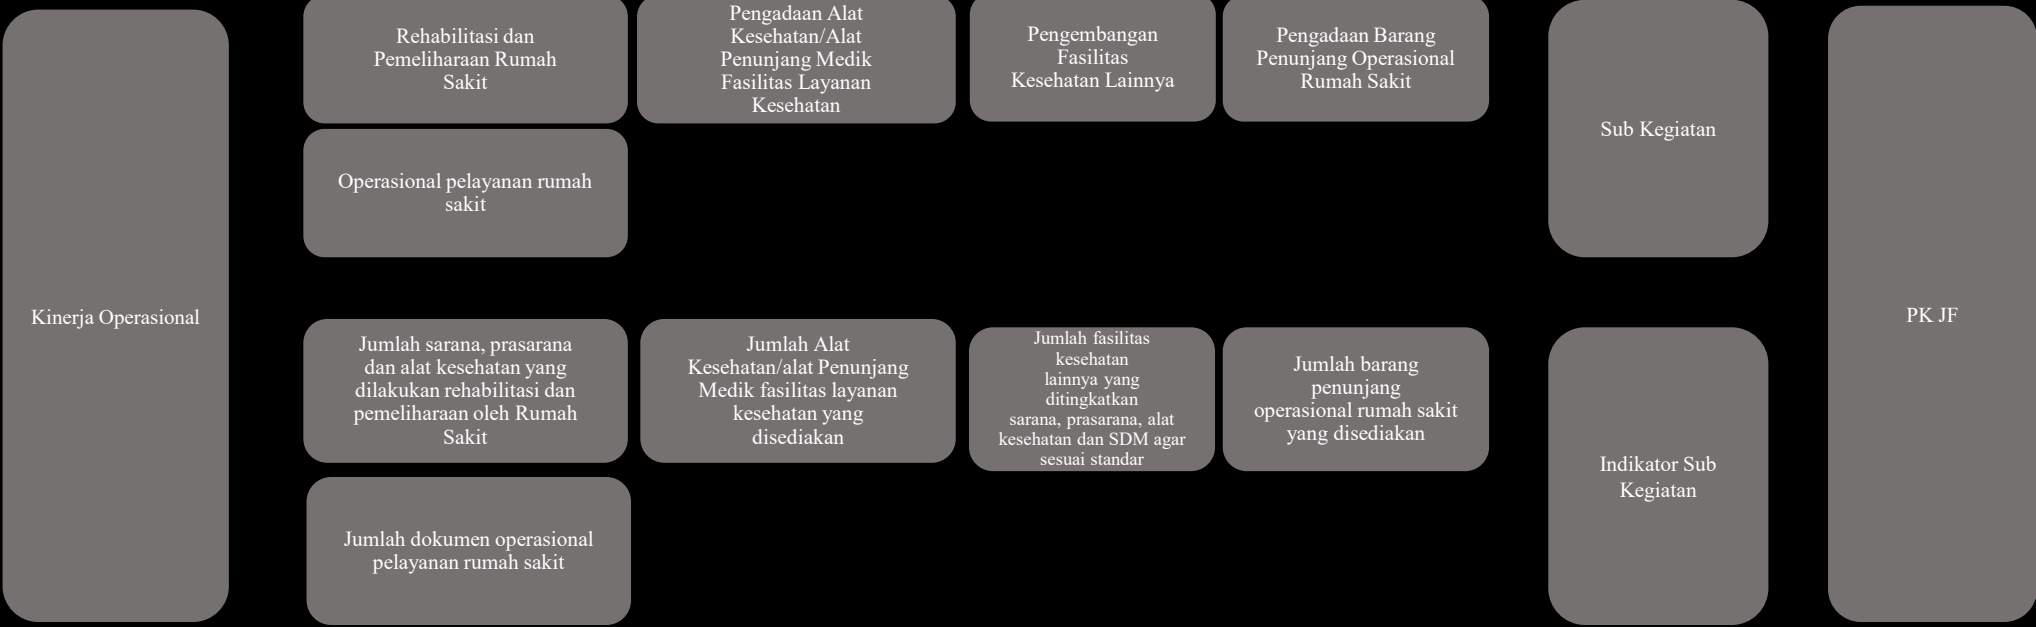 Kinerja Operasional
Rehabilitasi dan
Pemeliharaan Rumah
Sakit
Pengadaan Alat
Kesehatan/Alat
Penunjang Medik
Fasilitas Layanan
Kesehatan
Pengembangan
Fasilitas
Kesehatan Lainnya
Pengadaan Barang
Penunjang Operasional
Rumah Sakit
Operasional pelayanan rumah
sakit
Sub Kegiatan
Jumlah sarana, prasarana
dan alat kesehatan yang
dilakukan rehabilitasi dan
pemeliharaan oleh Rumah
Sakit
Jumlah Alat
Kesehatan/alat Penunjang
Medik fasilitas layanan
kesehatan yang
disediakan
Jumlah fasilitas
kesehatan
lainnya yang
ditingkatkan
sarana, prasarana, alat
kesehatan dan SDM agar
sesuai standar
Jumlah barang
penunjang
operasional rumah sakit
yang disediakan
Jumlah dokumen operasional
pelayanan rumah sakit
Indikator Sub
Kegiatan
PK JF